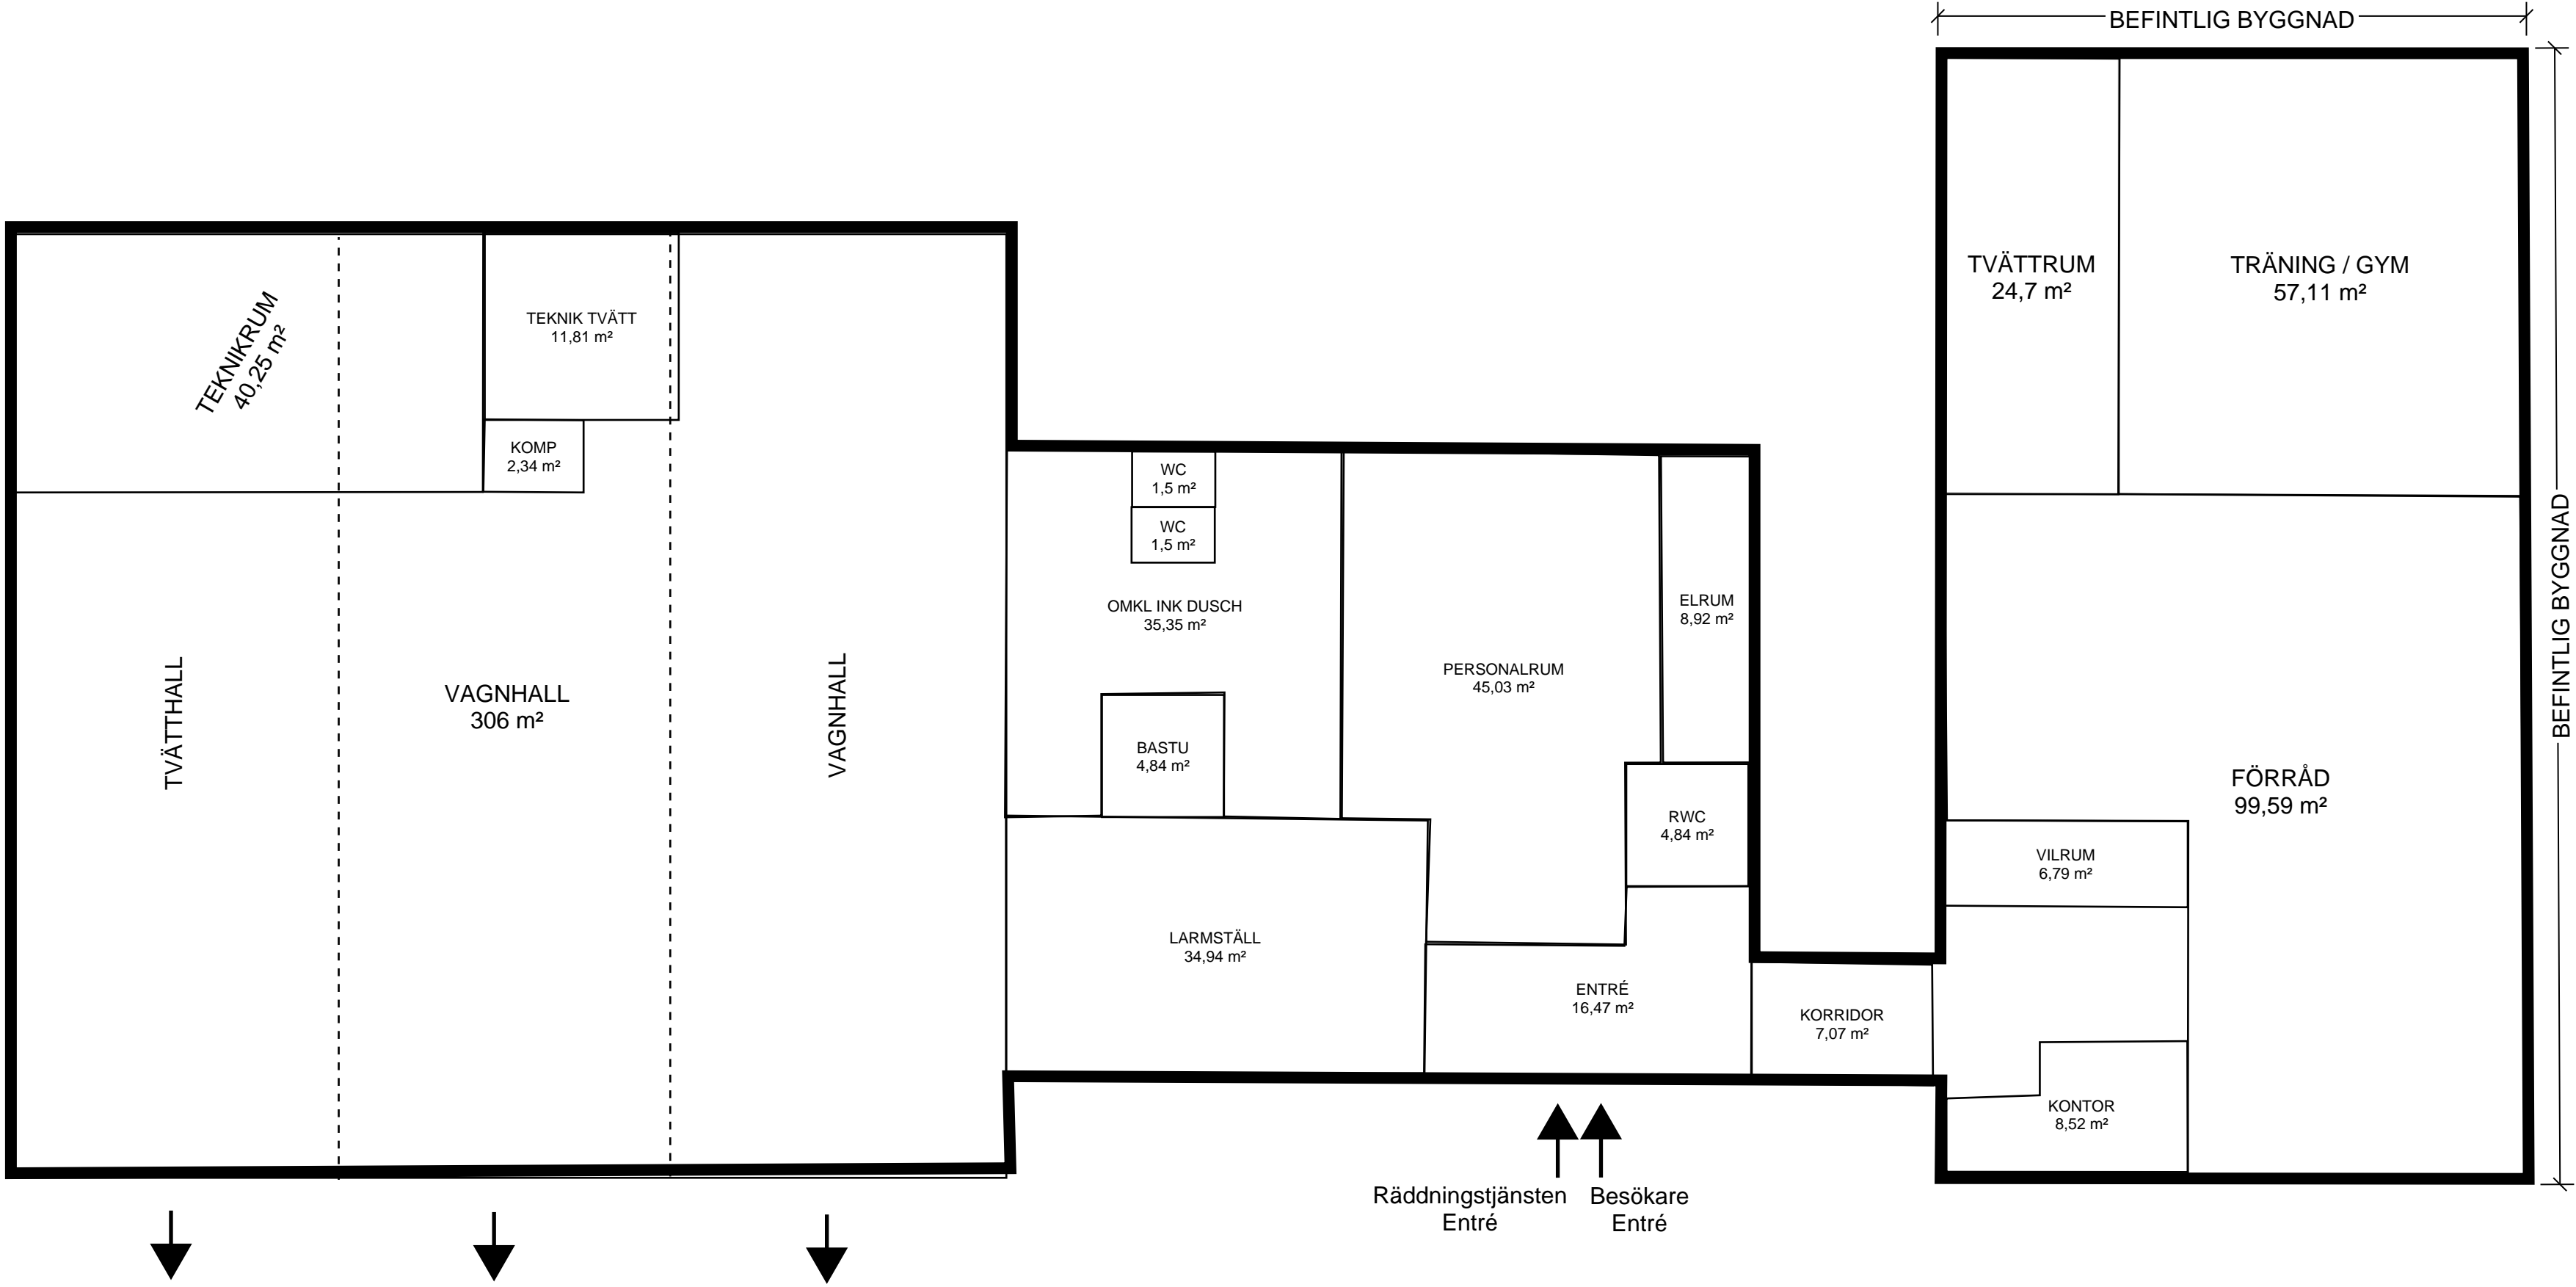 BEFINTLIG BYGGNAD
TVÄTTRUM
24,7 m²
TRÄNING / GYM
57,11 m²
TEKNIKRUM
40,25 m²
TEKNIK TVÄTT
11,81 m²
KOMP
2,34 m²
WC
1,5 m²
WC
1,5 m²
OMKL INK DUSCH
35,35 m²
ELRUM
8,92 m²
BEFINTLIG BYGGNAD
PERSONALRUM
45,03 m²
TVÄTTHALL
VAGNHALL
306 m²
VAGNHALL
BASTU
4,84 m²
FÖRRÅD
99,59 m²
RWC
4,84 m²
VILRUM
6,79 m²
LARMSTÄLL
34,94 m²
ENTRÉ
16,47 m²
KORRIDOR
7,07 m²
KONTOR
8,52 m²
Räddningstjänsten
Entré
Besökare
Entré